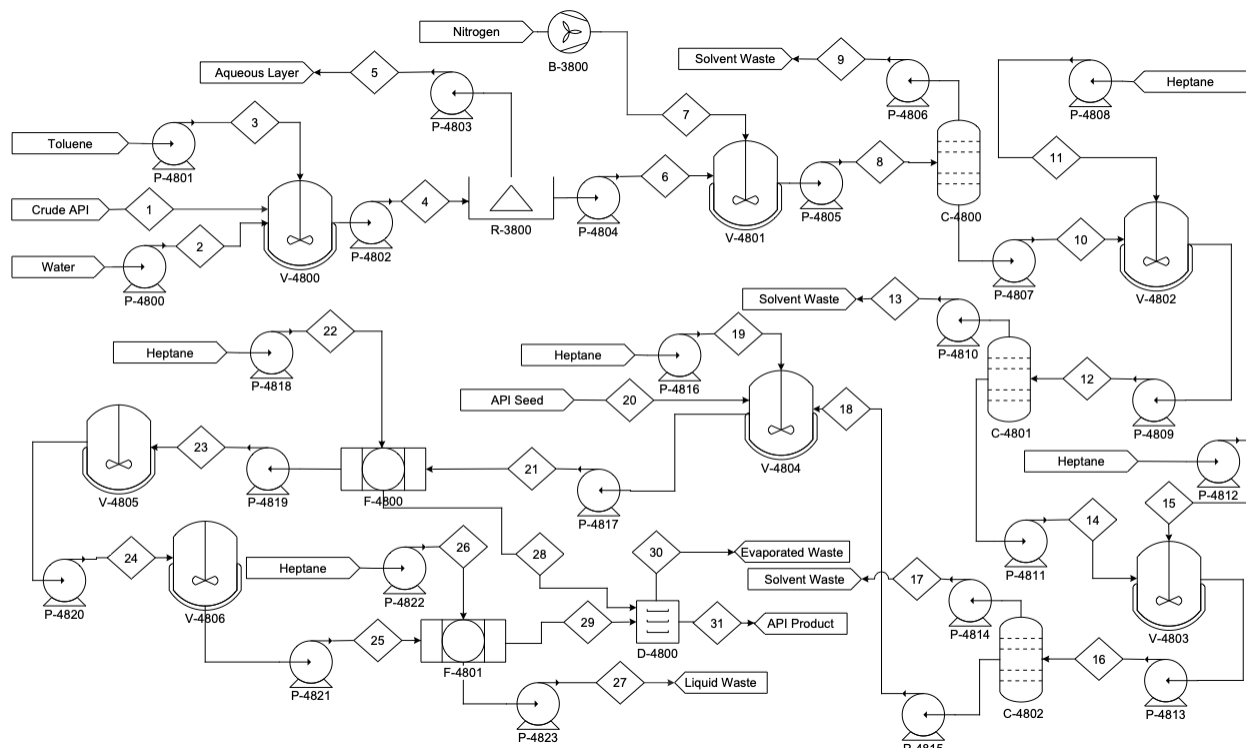 Nitrogen
B-3800
Solvent Waste
9
P-4806
P-4808
Heptane
Aqueous Layer
5
P-4803
7
11
Toluene
P-4801
3
Crude API
1
Water
P-4800
2
V-4800
P-4802
4
R-3800
P-4804
6
V-4801
P-4805
8
C-4800
P-4807
10
V-4802
Solvent Waste
13
P-4810
C-4801
12
P-4809
Heptane
P-4818
22
Heptane
P-4816
19
API Seed
20
V-4804
18
Heptane
P-4812
15
V-4805
23
P-4819
F-4800
21
P-4817
P-4811
14
V-4803
P-4820
24
V-4806
Heptane
P-4822
26
28
30
Evaporated Waste
Solvent Waste
17
P-4814
P-4821
25
F-4801
29
D-4800
31
API Product
P-4823
27
Liquid Waste
C-4802
16
P-4813
P-4815